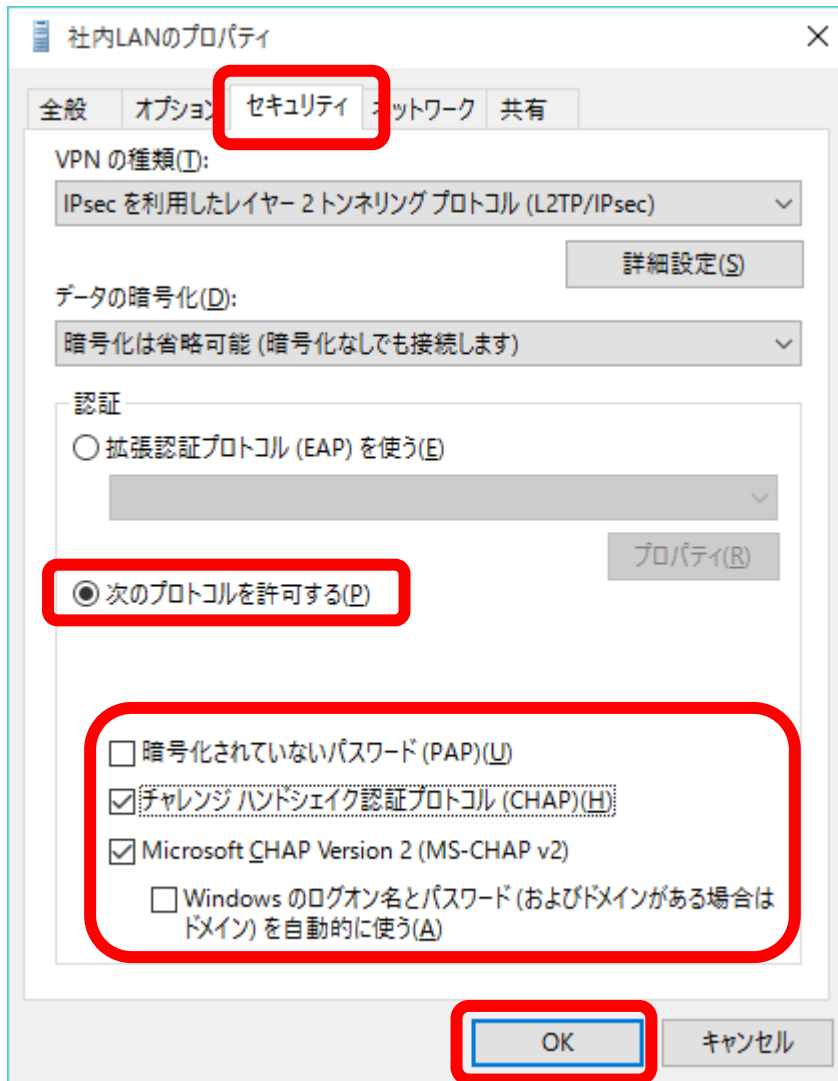 社内LANのプロパティ
全般 オプション セキュリティ ネットワーク 共有
VPN の種類(T):
IPsec を利用したレイヤー 2 トンネリング プロトコル (L2TP/IPsec)
詳細設定(S)
データの暗号化(D):
暗号化は省略可能 (暗号化なしでも接続します)
認証
拡張認証プロトコル (EAP) を使う(E)
プロパティ(R)
次のプロトコルを許可する(P)
暗号化されていないパスワード (PAP)(U)
チャレンジ ハンドシェイク認証プロトコル (CHAP)(H)
Microsoft CHAP Version 2 (MS-CHAP v2)
Windows のログオン名とパスワード (およびドメインがある場合は
ドメイン) を自動的に使う(A)
OK キャンセル